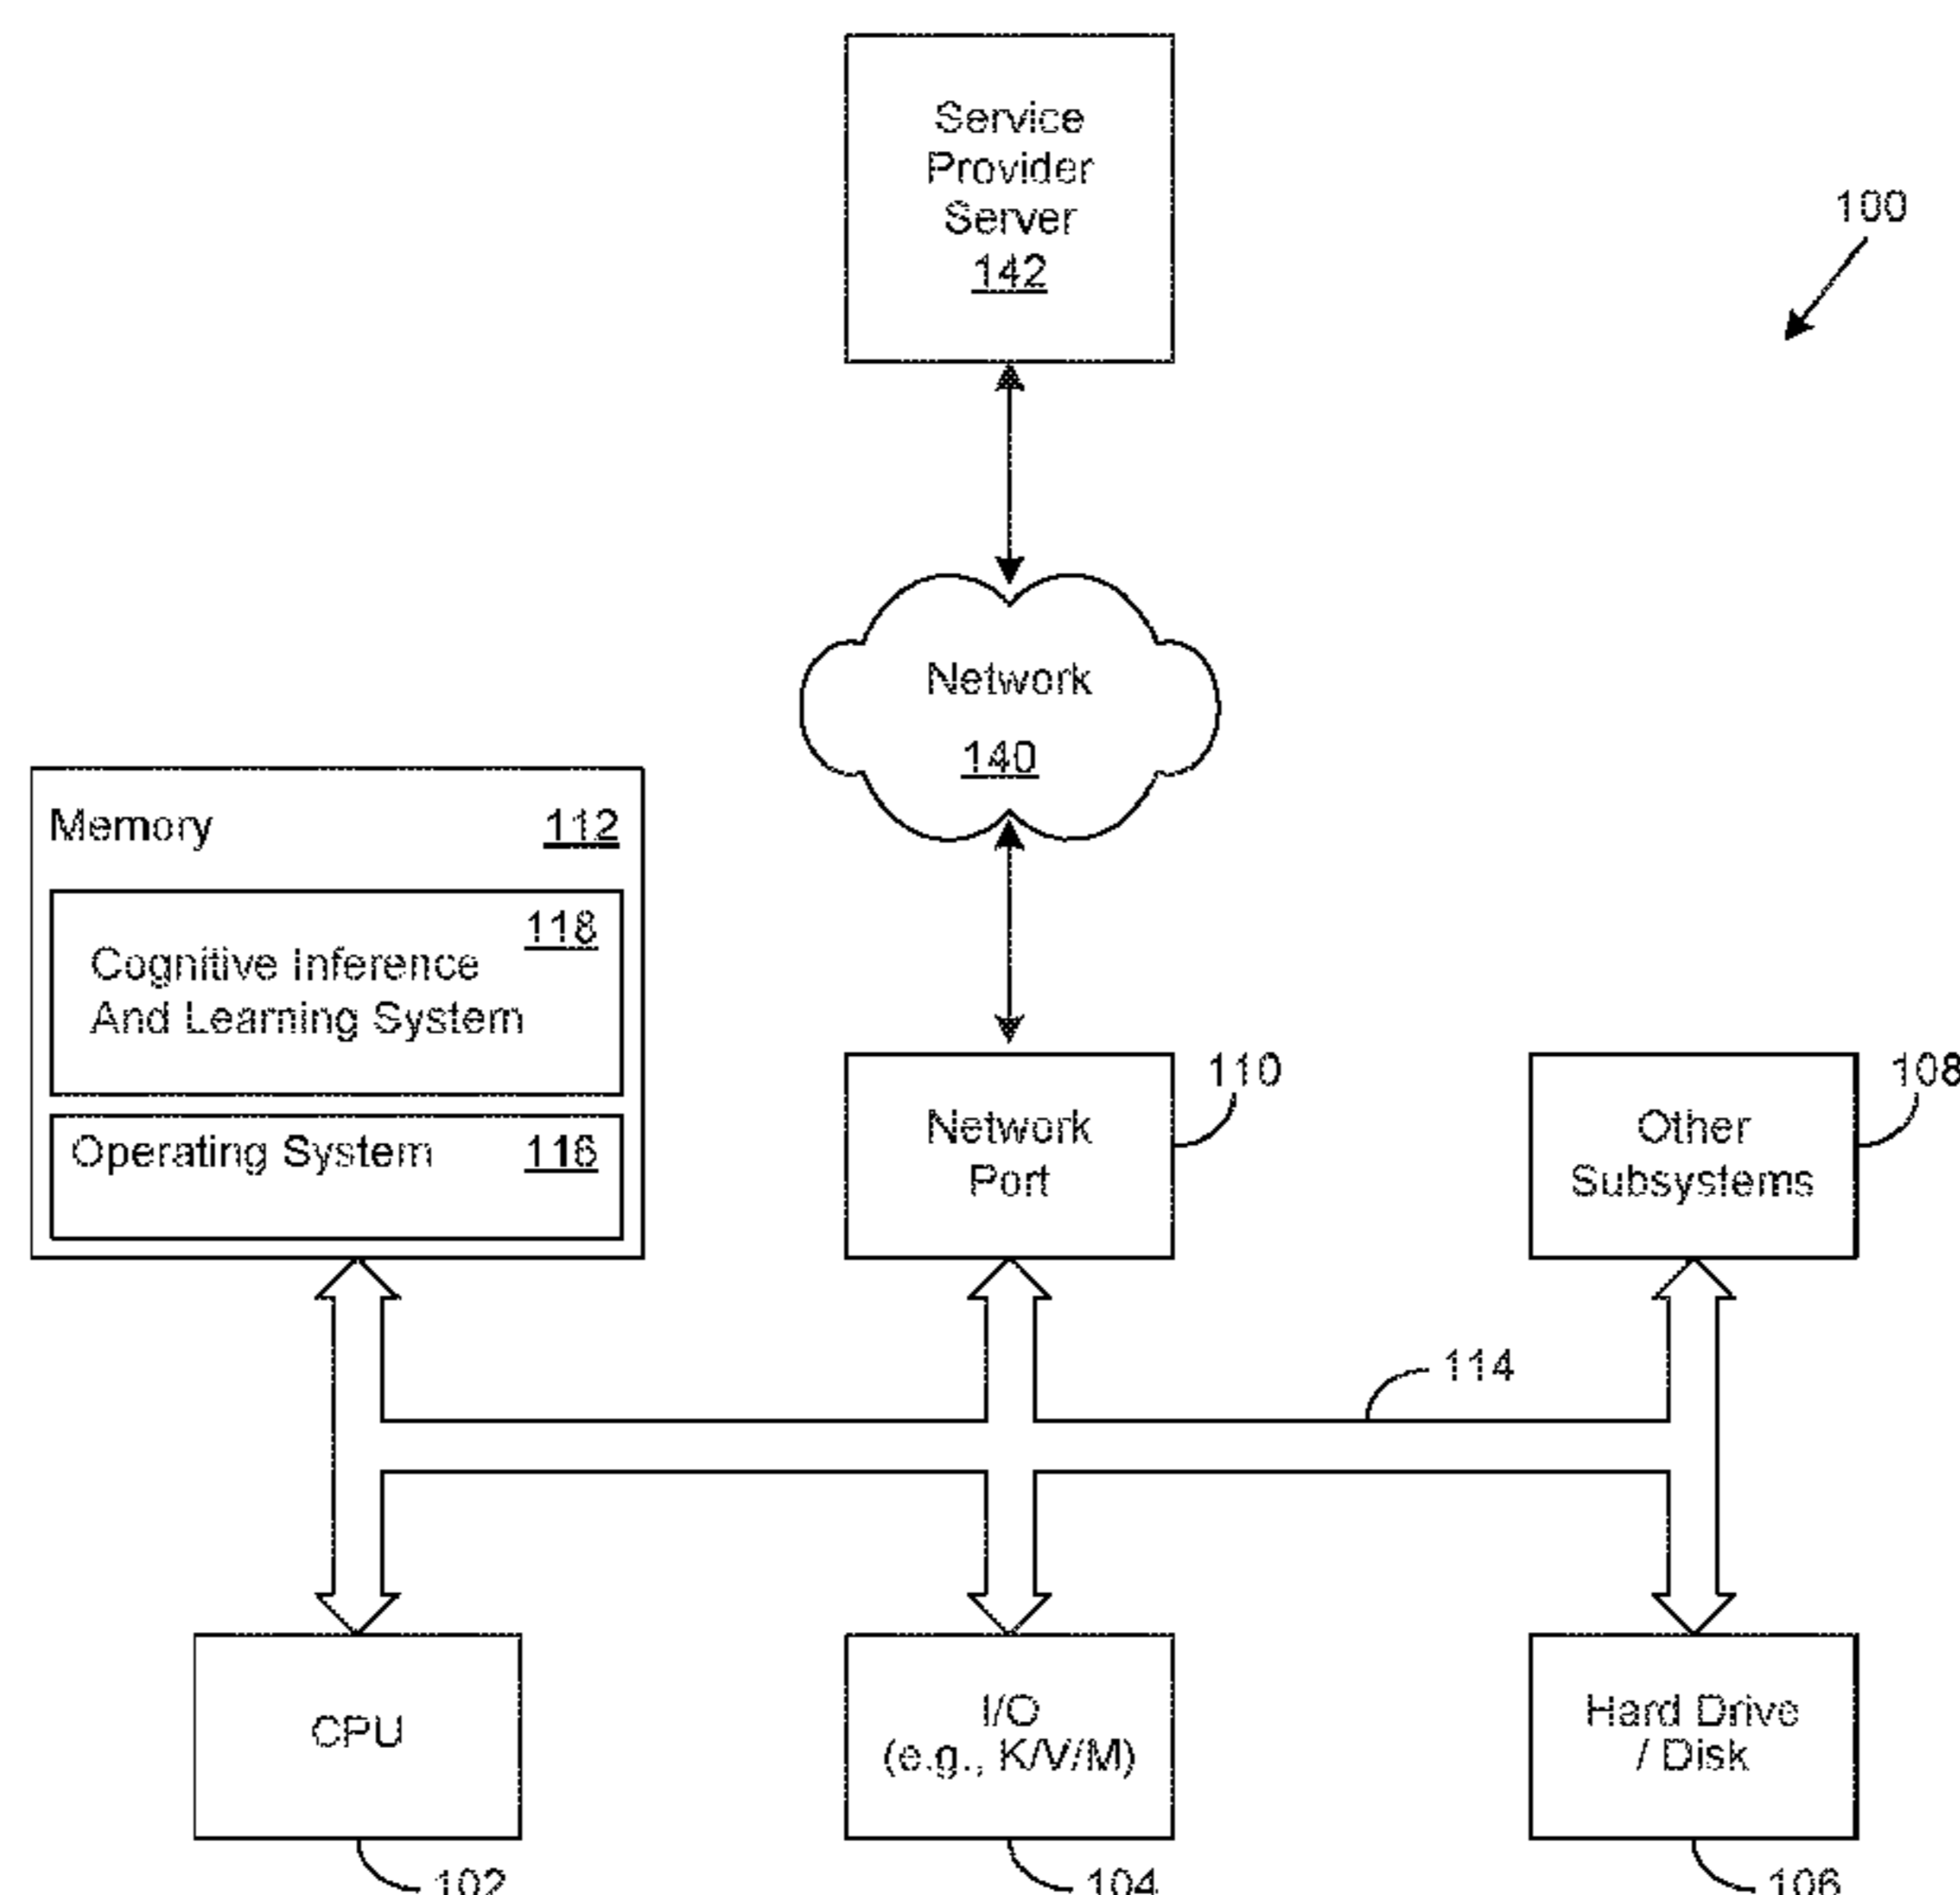 Service
Provider
Server
142
100
Network
140
Memory 112
118
Cognitive Inference
And Learning System
Operating System 116
Network
Port
110
Other
Subsystems
108
114
CPU
I/O
(e.g., K/V/M)
Hard Drive
/ Disk
102
104
106